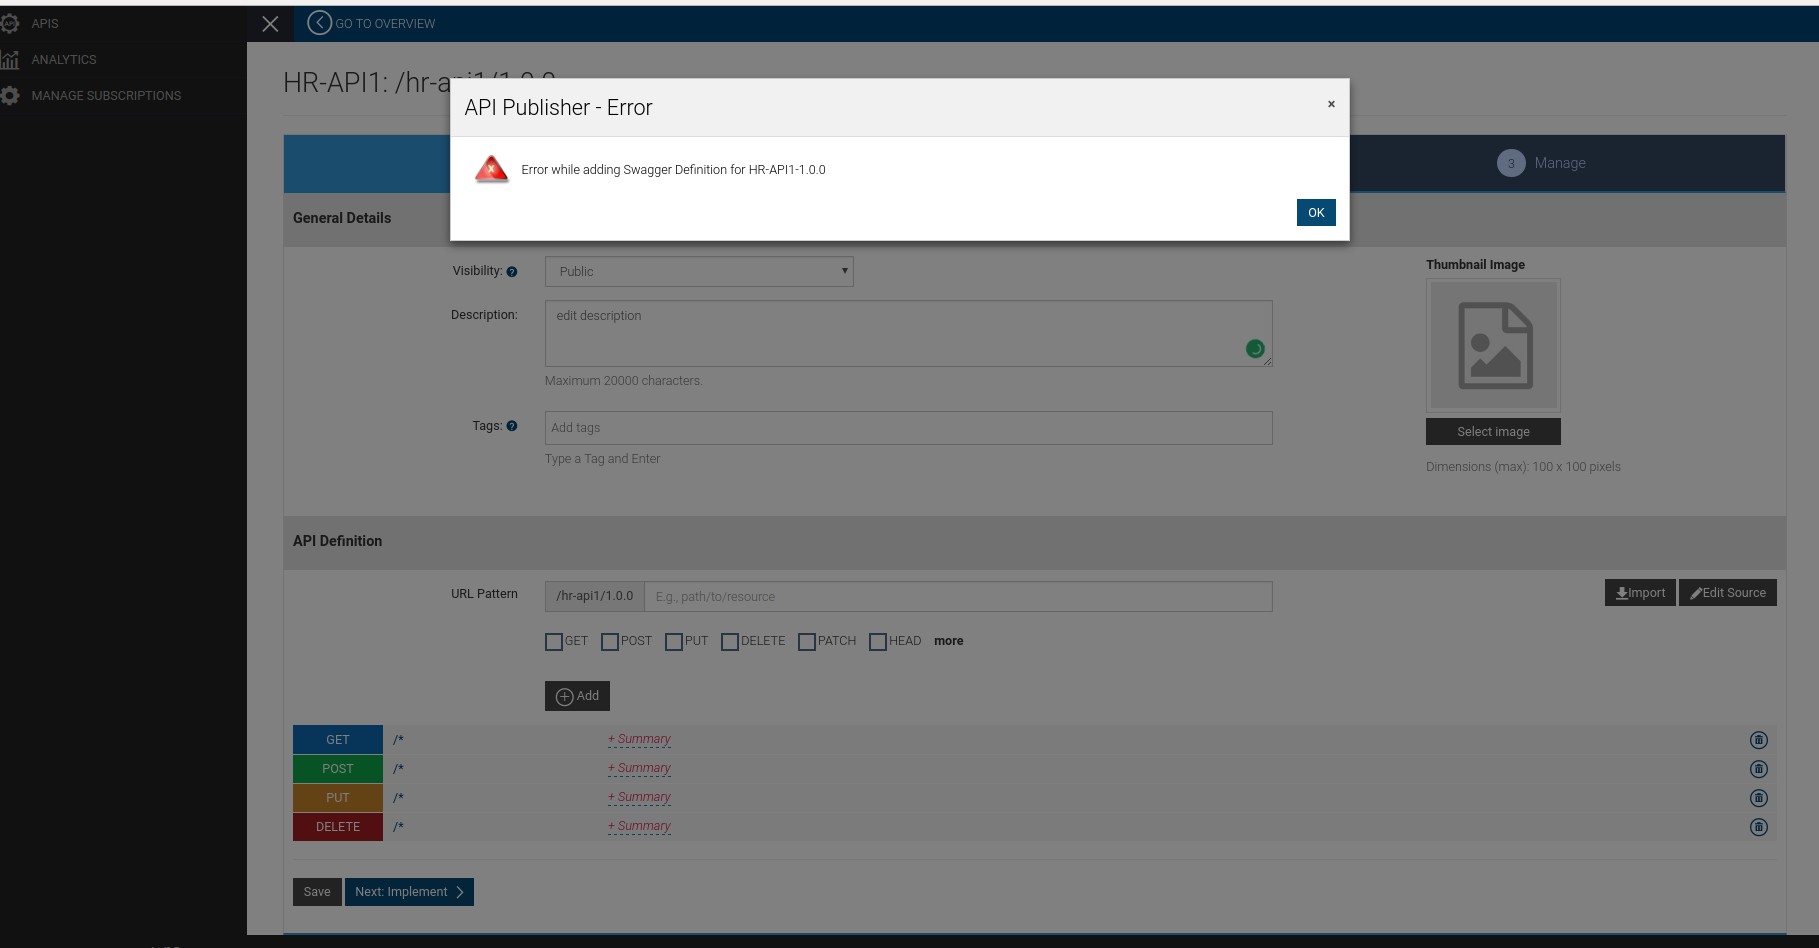 APIS
GO TO OVERVIEW
ANALYTICS
MANAGE SUBSCRIPTIONS
HR-API1: /hr-api1/1.0.0
API Publisher - Error
×
Error while adding Swagger Definition for HR-API1-1.0.0
OK
3 Manage
General Details
Visibility: ?
Public
Thumbnail Image
Description:
edit description
Maximum 20000 characters.
Tags: ?
Add tags
Type a Tag and Enter
Select image
Dimensions (max): 100 x 100 pixels
API Definition
URL Pattern
/hr-api1/1.0.0
E.g., path/to/resource
Import
Edit Source
GET POST PUT DELETE PATCH HEAD more
Add
GET /* + Summary
POST /* + Summary
PUT /* + Summary
DELETE /* + Summary
Save
Next: Implement